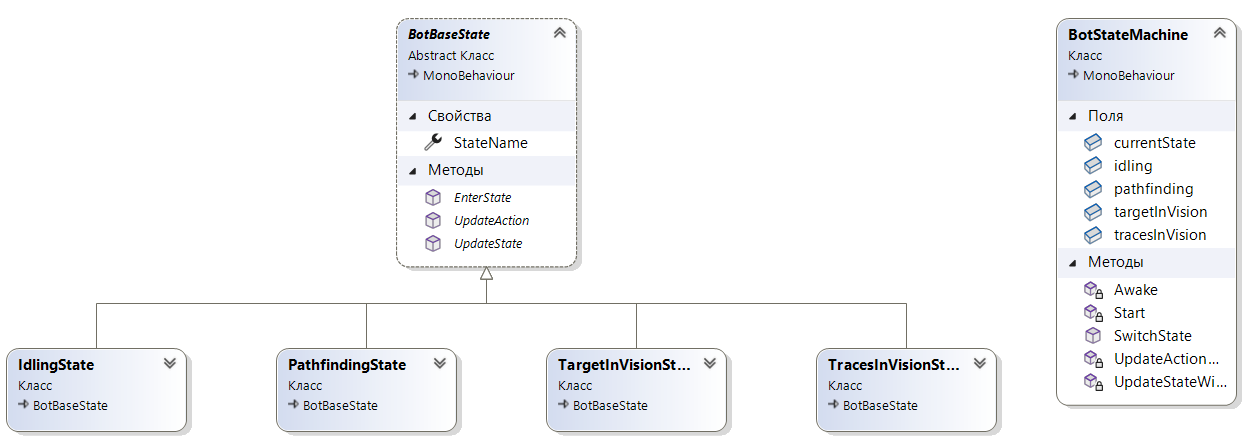 BotBaseState
Abstract Класс
MonoBehaviour
Свойства
StateName
Методы
EnterState
UpdateAction
UpdateState
BotStateMachine
Класс
MonoBehaviour
Поля
currentState
idling
pathfinding
targetInVision
tracesInVision
Методы
Awake
Start
SwitchState
UpdateAction...
UpdateStateWi...
IdlingState
Класс
BotBaseState
PathfindingState
Класс
BotBaseState
TargetInVisionSt...
Класс
BotBaseState
TracesInVisionSt...
Класс
BotBaseState